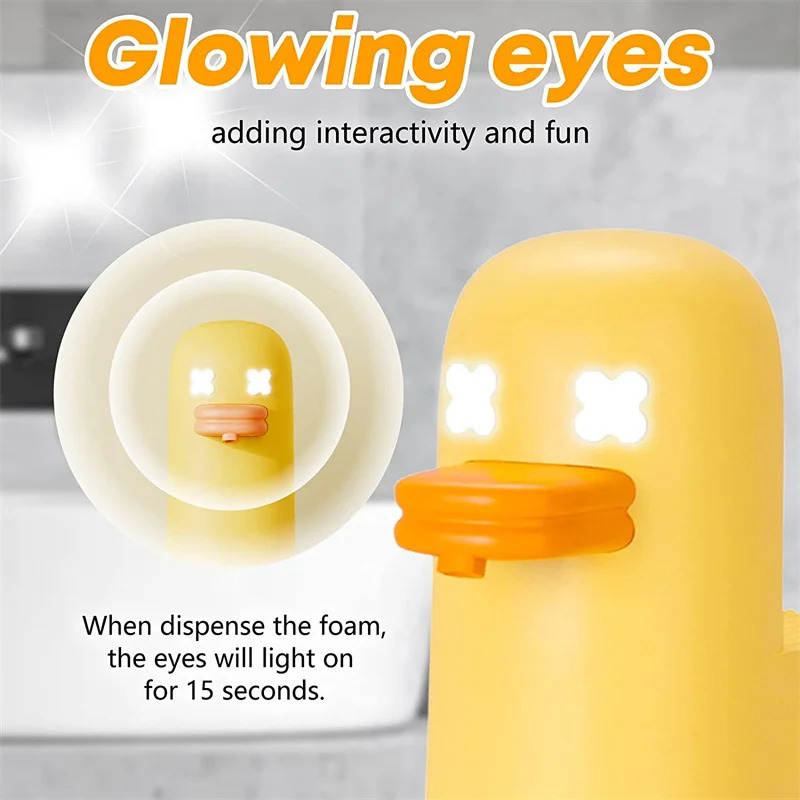 Glowing eyes
adding interactivity and fun
When dispense the foam,
the eyes will light on
for 15 seconds.